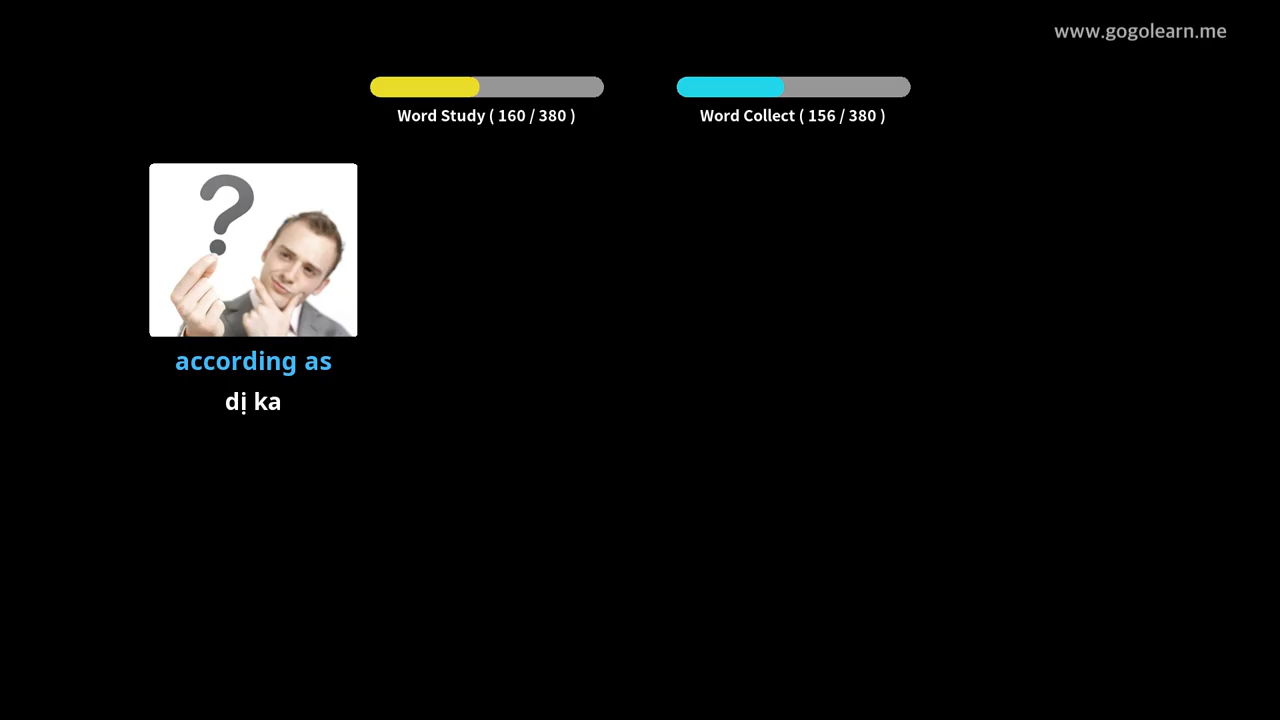 www.gogolearn.me
Word Study ( 160 / 380 )
Word Collect ( 156 / 380 )
?
according as
dị ka